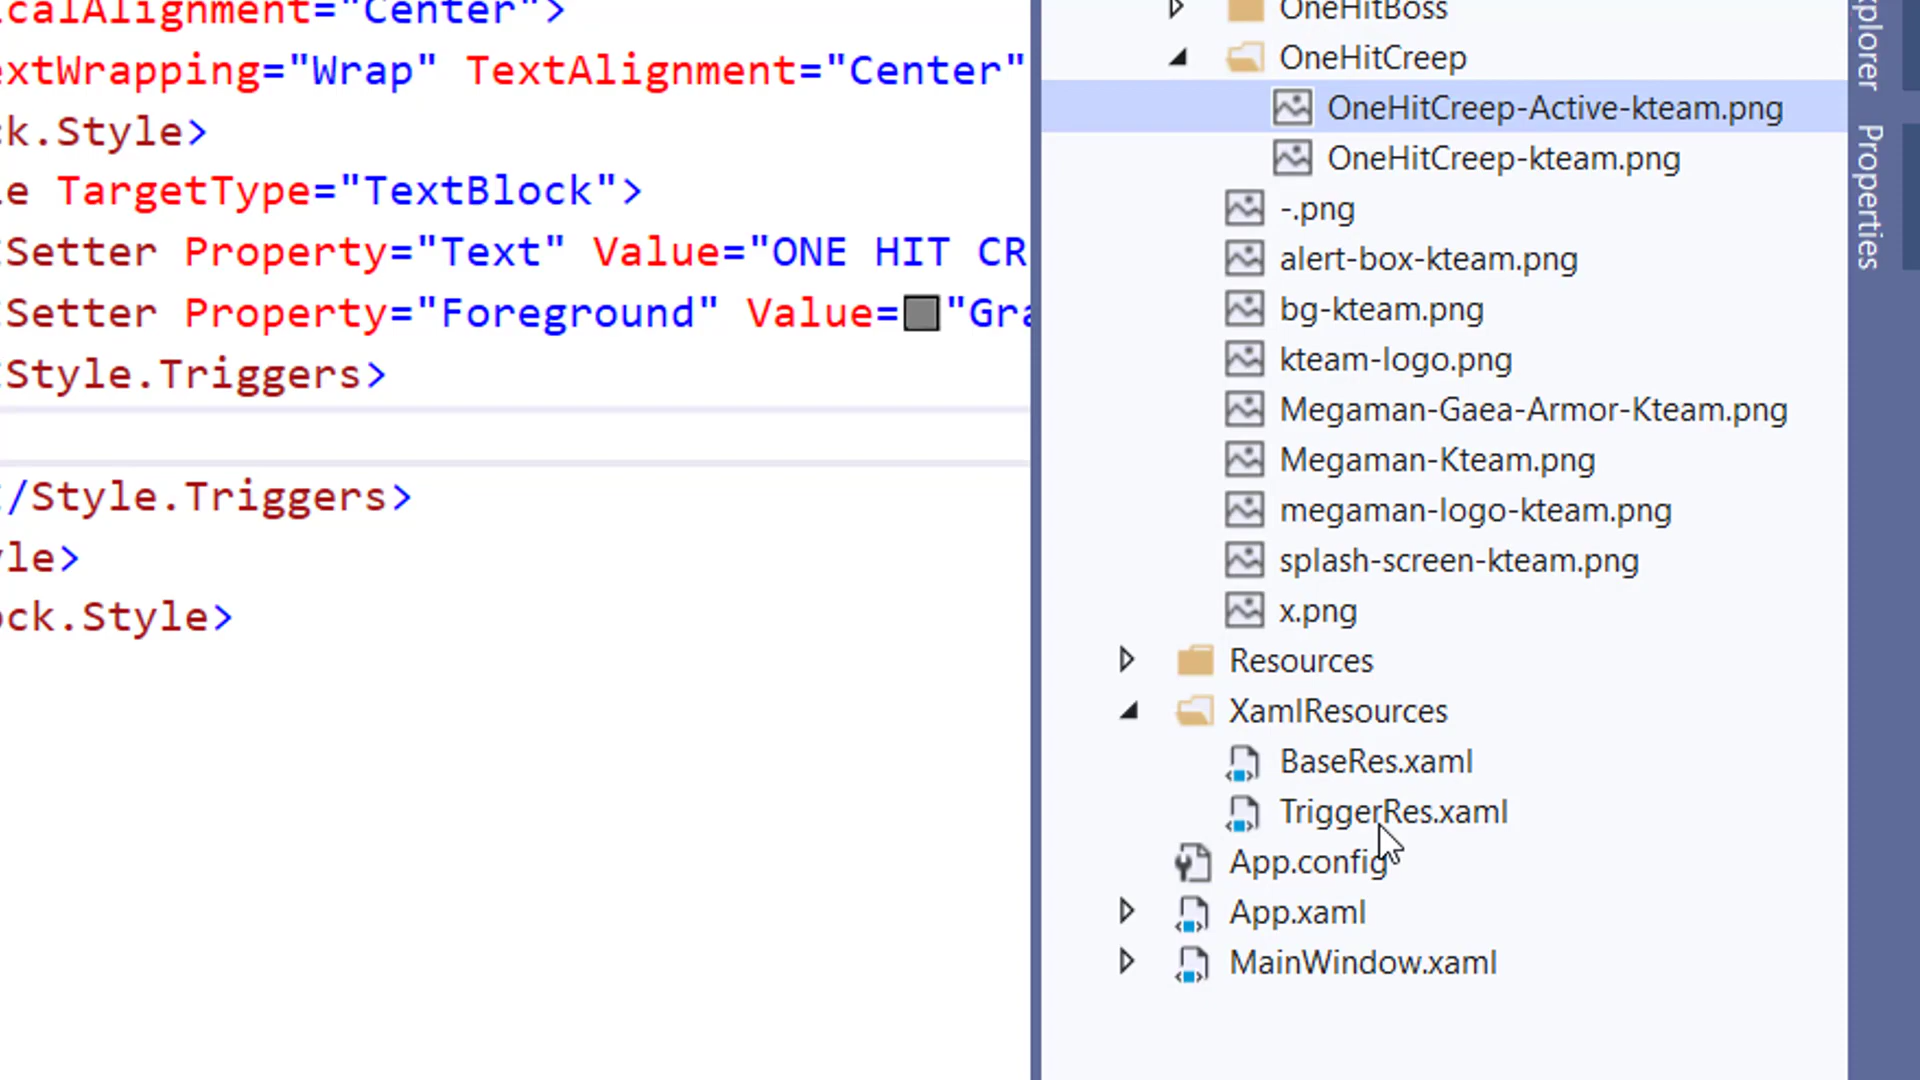 icalAlignment="Center">
extWrapping="Wrap" TextAlignment="Center"
ck.Style>
le TargetType="TextBlock">
Setter Property="Text" Value="ONE HIT CR
Setter Property="Foreground" Value="Gra
Style.Triggers>
/Style.Triggers>
yle>
ock.Style>
OneHitBoss
OneHitCreep
OneHitCreep-Active-kteam.png
OneHitCreep-kteam.png
-.png
alert-box-kteam.png
bg-kteam.png
kteam-logo.png
Megaman-Gaea-Armor-Kteam.png
Megaman-Kteam.png
megaman-logo-kteam.png
splash-screen-kteam.png
x.png
Resources
XamlResources
BaseRes.xaml
TriggerRes.xaml
App.config
App.xaml
MainWindow.xaml
xplorer
Properties